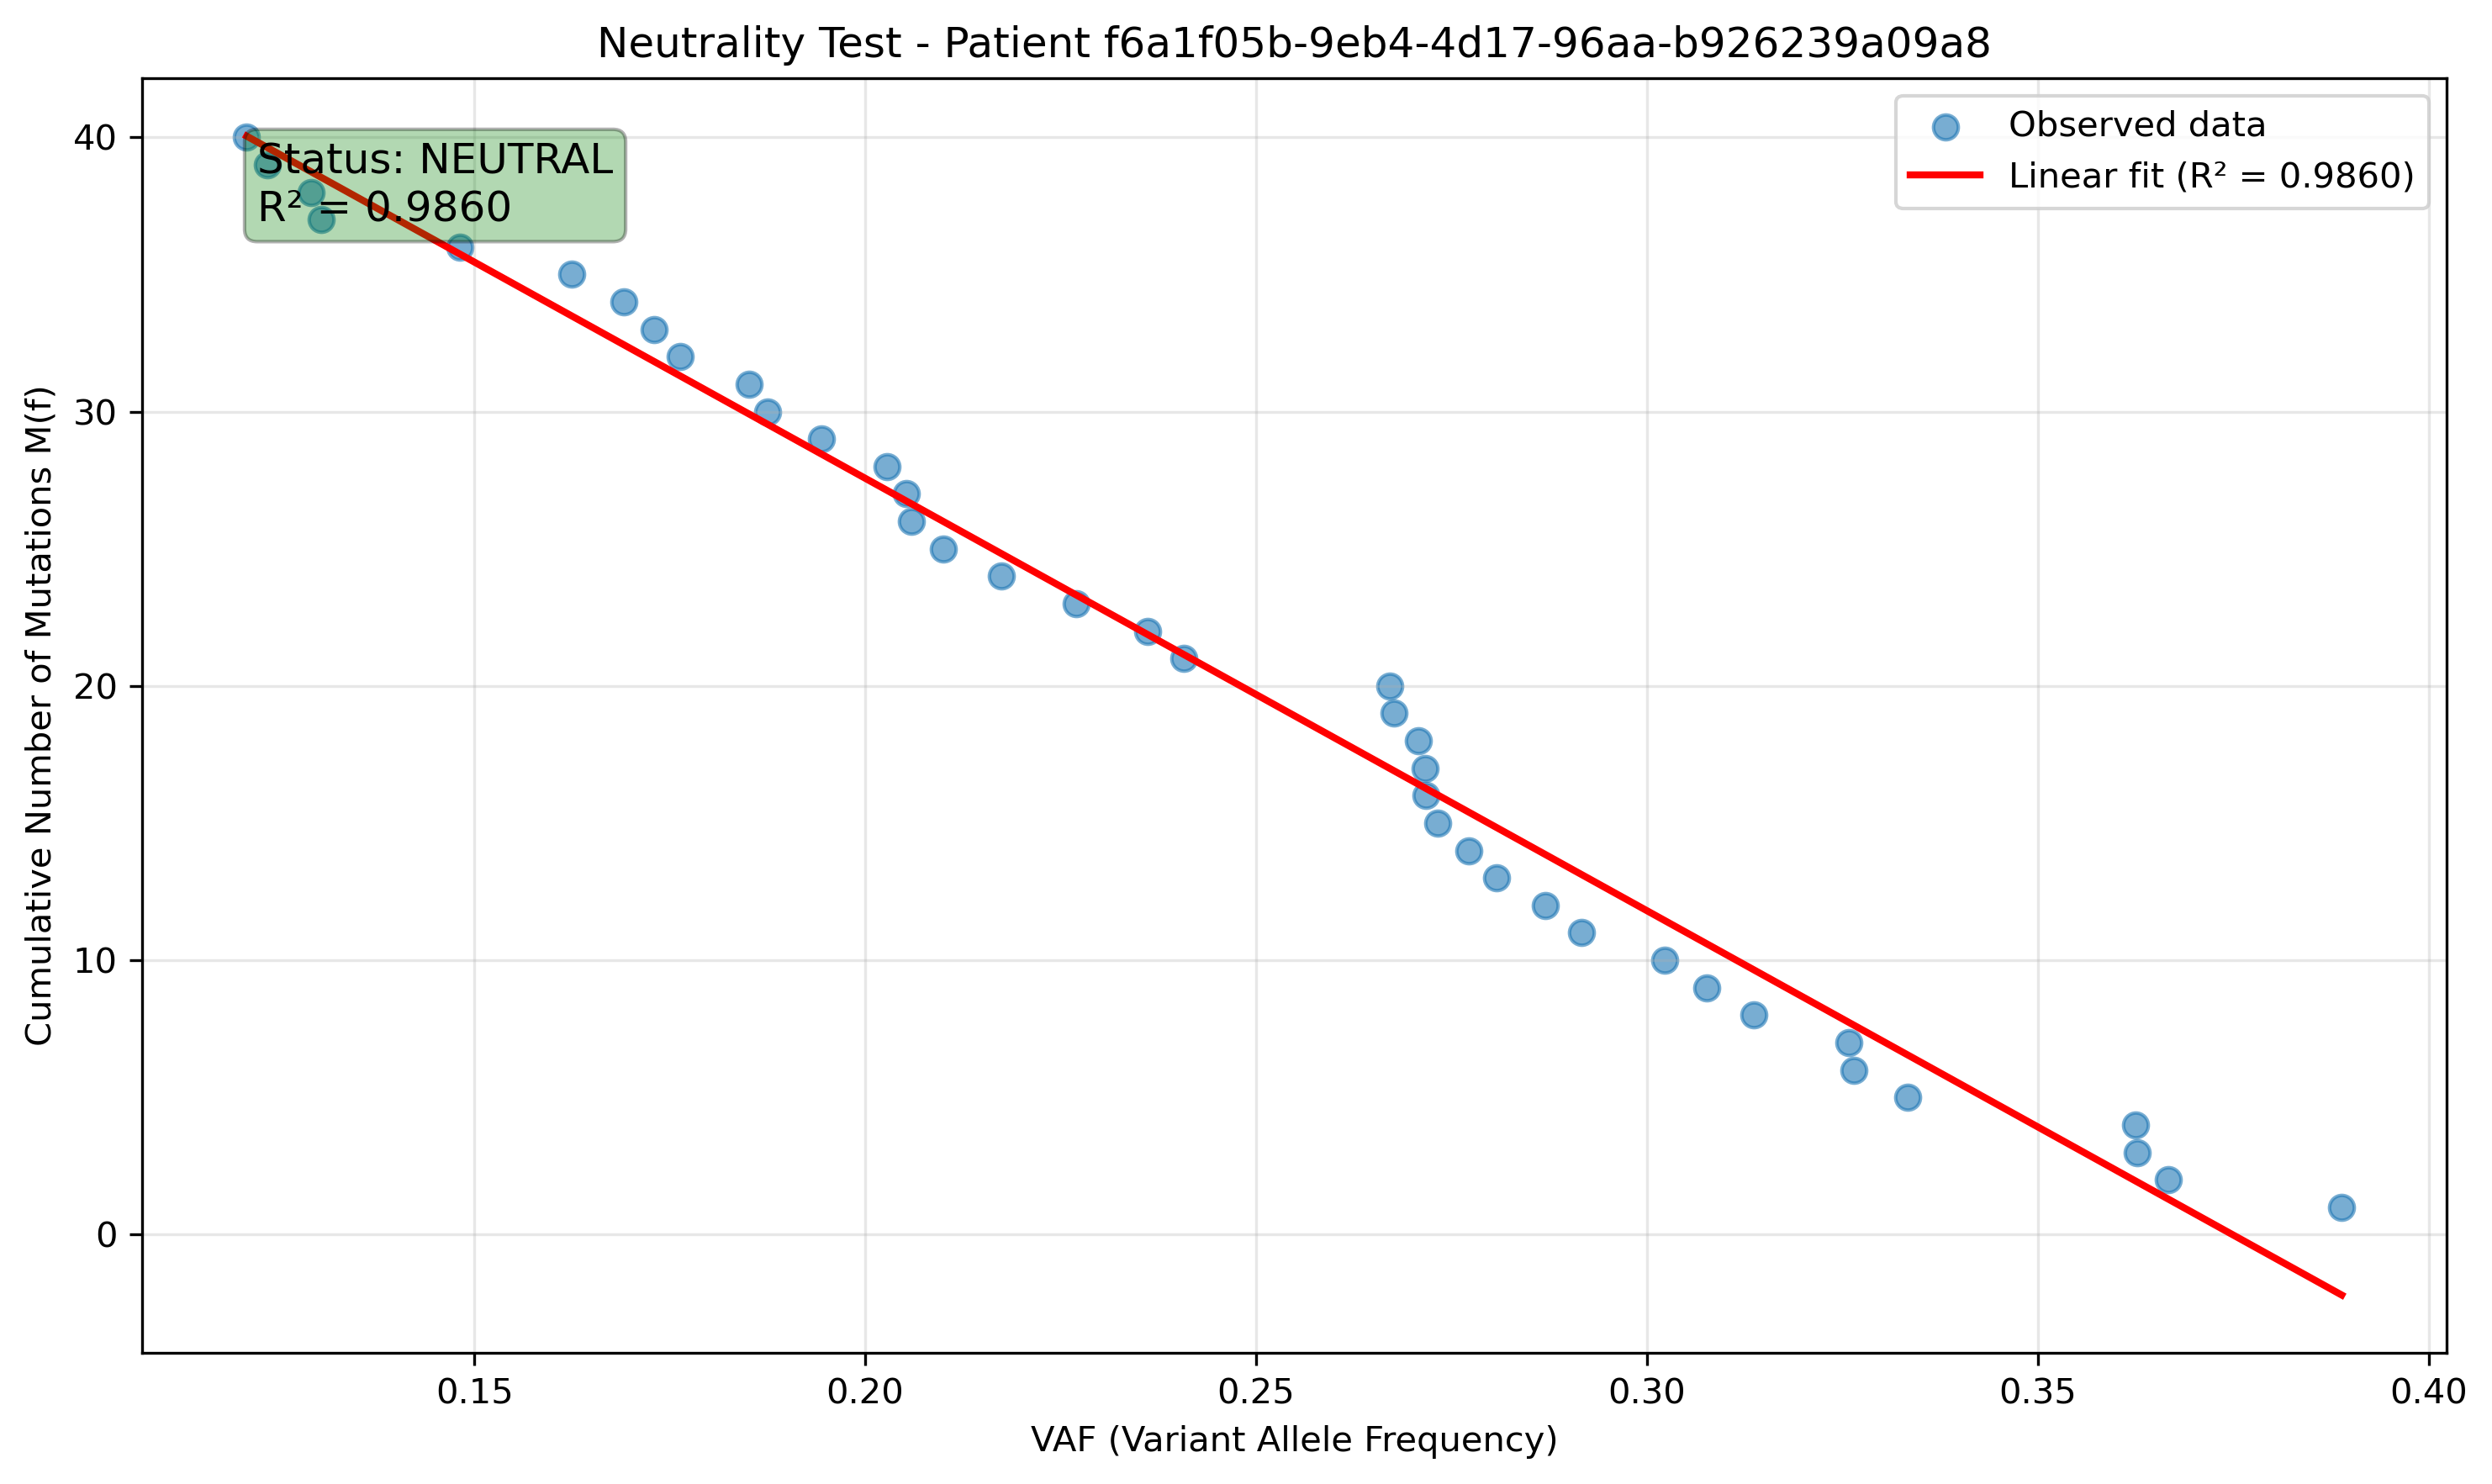 Neutrality Test - Patient f6a1f05b-9eb4-4d17-96aa-b926239a09a8
Status: NEUTRAL
R² = 0.9860
Observed data
Linear fit (R² = 0.9860)
Cumulative Number of Mutations M(f)
40
30
20
10
0
0.15
0.20
0.25
0.30
0.35
0.40
VAF (Variant Allele Frequency)